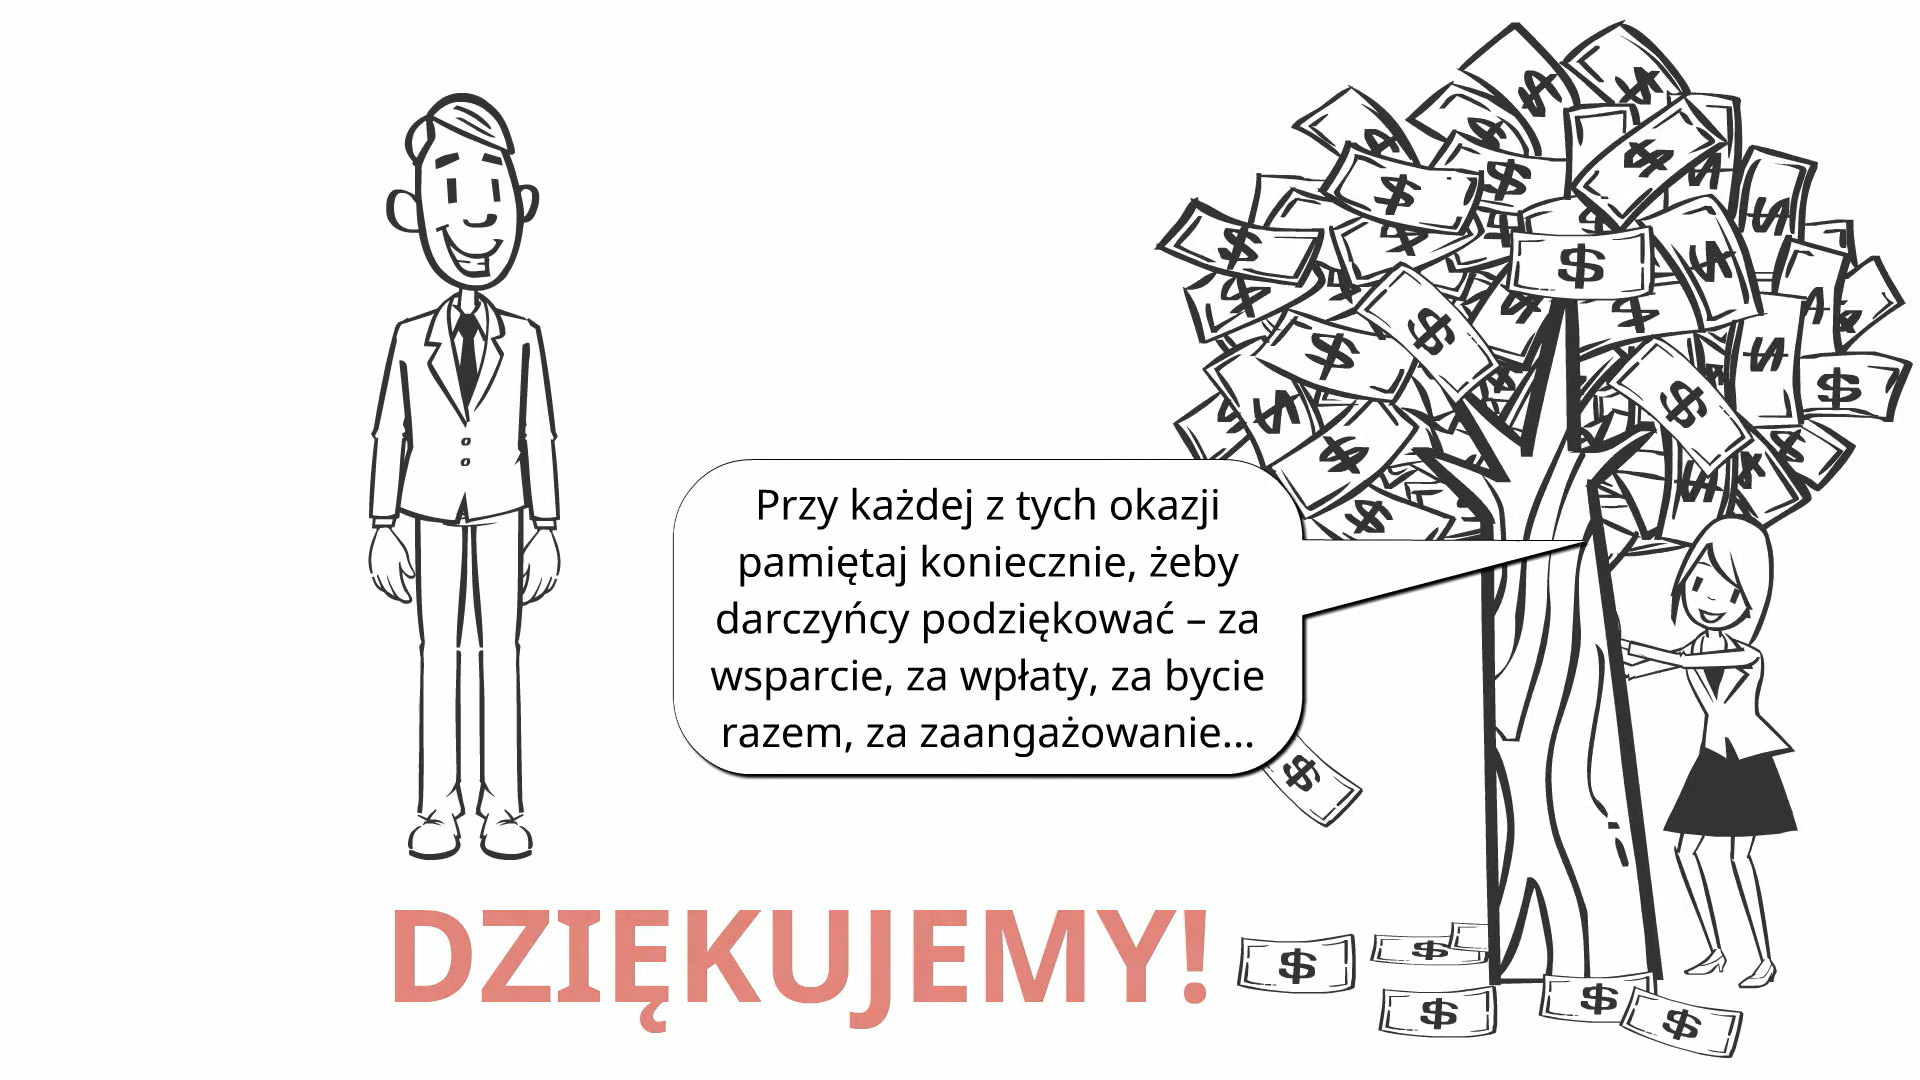 Przy każdej z tych okazji
pamiętaj koniecznie, żeby
darczyńcy podziękować – za
wsparcie, za wpłaty, za bycie
razem, za zaangażowanie...
DZIĘKUJEMY!